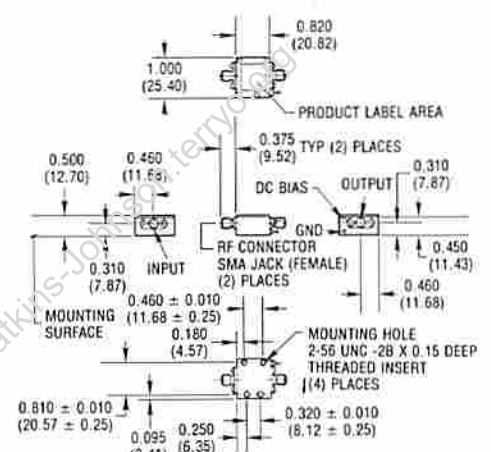 0.820
(20.82)
1.000
(25.40)
PRODUCT LABEL AREA
0.375 TYP (2) PLACES
(9.52)
0.500
(12.70)
0.460
(11.68)
0.310
(7.87)
DC BIAS
OUTPUT
GND
0.450
(11.43)
0.310
(7.87)
INPUT
RF CONNECTOR
SMA JACK (FEMALE)
(2) PLACES
0.460
(11.68)
MOUNTING
SURFACE
0.460 ± 0.010
(11.68 ± 0.25)
0.180
(4.57)
MOUNTING HOLE
2-56 UNC -28 X 0.15 DEEP
THREADED INSERT
(4) PLACES
0.810 ± 0.010
(20.57 ± 0.25)
0.320 ± 0.010
(8.12 ± 0.25)
0.095
0.250
(6.35)